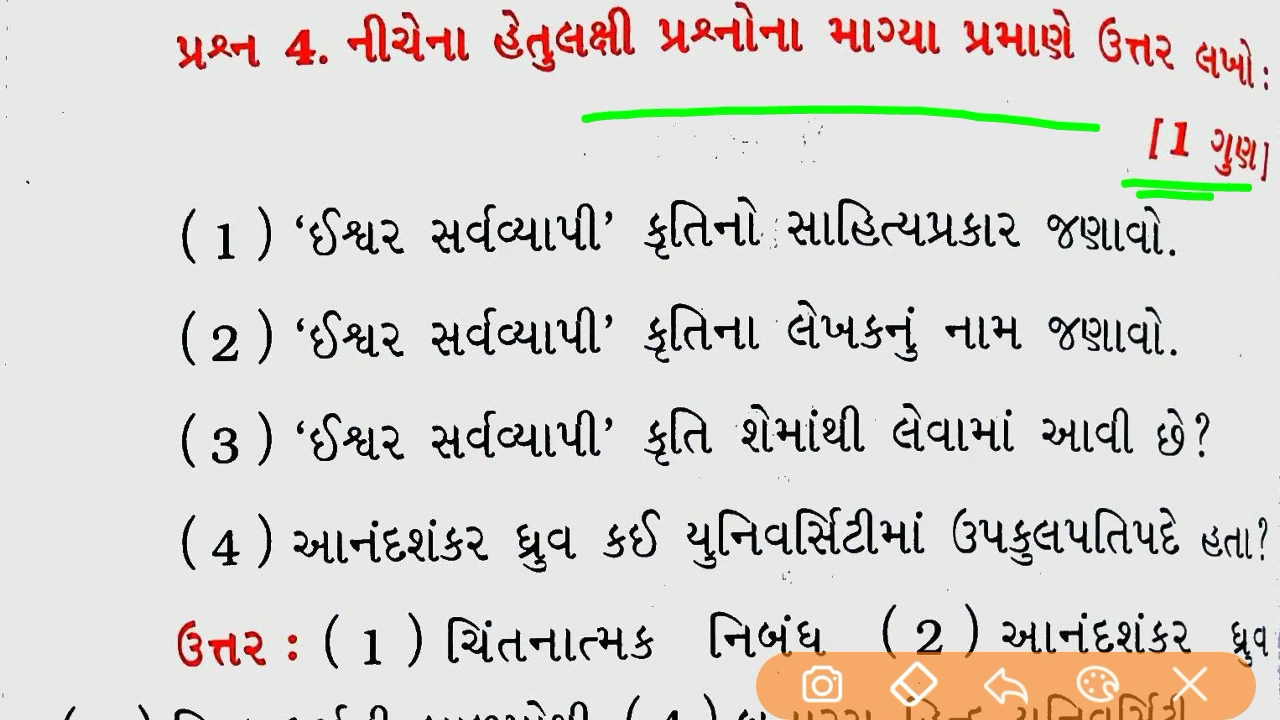 પ્રશ્ન 4. નીચેના હેતુલક્ષી પ્રશ્નોના માગ્યા પ્રમાણે ઉત્તર લખો:
[1 ગુણ]
(1) ‘ઈશ્વર સર્વવ્યાપી’ કૃતિનો સાહિત્યપ્રકાર જણાવો.
(2) ‘ઈશ્વર સર્વવ્યાપી’ કૃતિના લેખકનું નામ જણાવો.
(3) ‘ઈશ્વર સર્વવ્યાપી’ કૃતિ શેમાંથી લેવામાં આવી છે?
(4) આનંદશંકર ધ્રુવ કઈ યુનિવર્સિટીમાં ઉપકુલપતિપદે હતા?
ઉત્તર : (1) ચિંતનાત્મક નિબંધ (2) આનંદશંકર ધ્રુવ